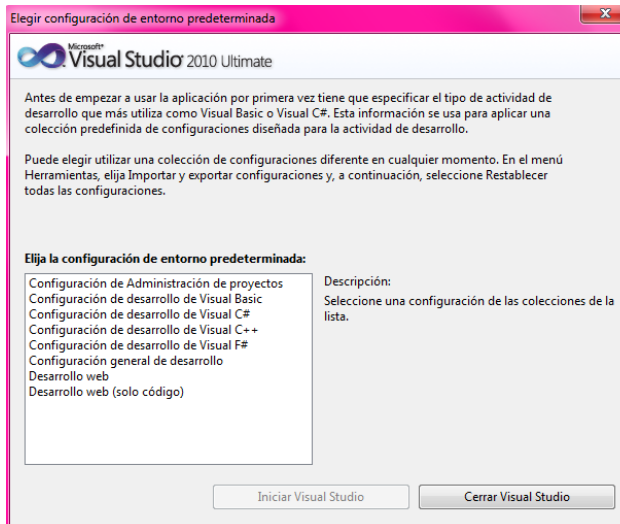 Elegir configuración de entorno predeterminada
Microsoft®
Visual Studio® 2010 Ultimate
Antes de empezar a usar la aplicación por primera vez tiene que especificar el tipo de actividad de
desarrollo que más utiliza como Visual Basic o Visual C#. Esta información se usa para aplicar una
colección predefinida de configuraciones diseñada para la actividad de desarrollo.
Puede elegir utilizar una colección de configuraciones diferente en cualquier momento. En el menú
Herramientas, elija Importar y exportar configuraciones y, a continuación, seleccione Restablecer
todas las configuraciones.
Elija la configuración de entorno predeterminada:
Configuración de Administración de proyectos
Configuración de desarrollo de Visual Basic
Configuración de desarrollo de Visual C#
Configuración de desarrollo de Visual C++
Configuración de desarrollo de Visual F#
Configuración general de desarrollo
Desarrollo web
Desarrollo web (solo código)
Descripción:
Seleccione una configuración de las colecciones de la
lista.
Iniciar Visual Studio
Cerrar Visual Studio